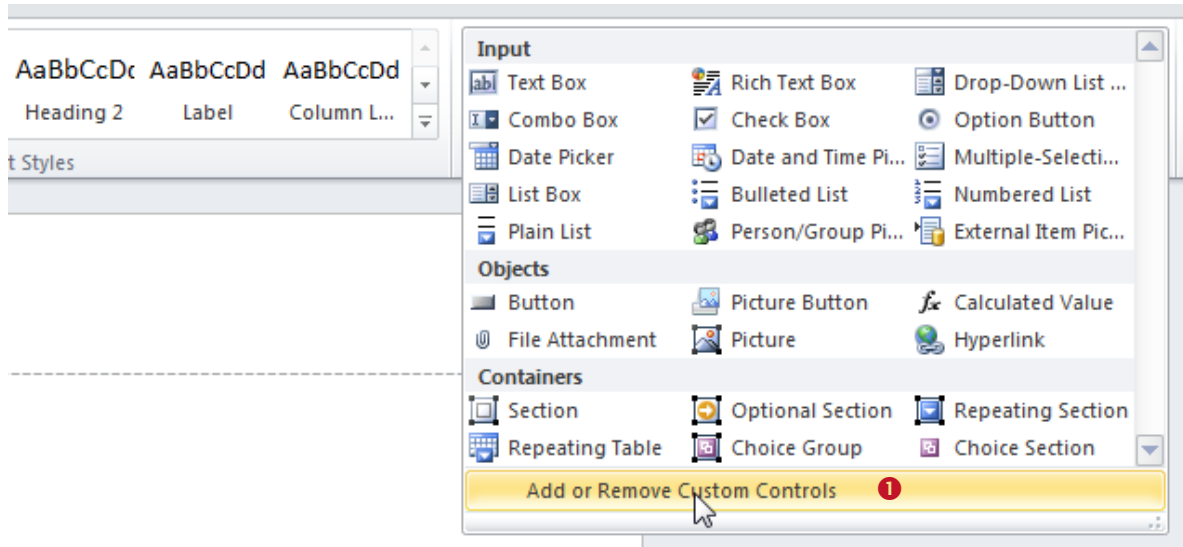 AaBbCcDc AaBbCcDd AaBbCcDd
Heading 2 Label Column L...
t Styles
Input
Text Box Rich Text Box Drop-Down List ...
Combo Box Check Box Option Button
Date Picker Date and Time Pi... Multiple-Selecti...
List Box Bulleted List Numbered List
Plain List Person/Group Pi... External Item Pic...
Objects
Button Picture Button Calculated Value
File Attachment Picture Hyperlink
Containers
Section Optional Section Repeating Section
Repeating Table Choice Group Choice Section
Add or Remove Custom Controls 1